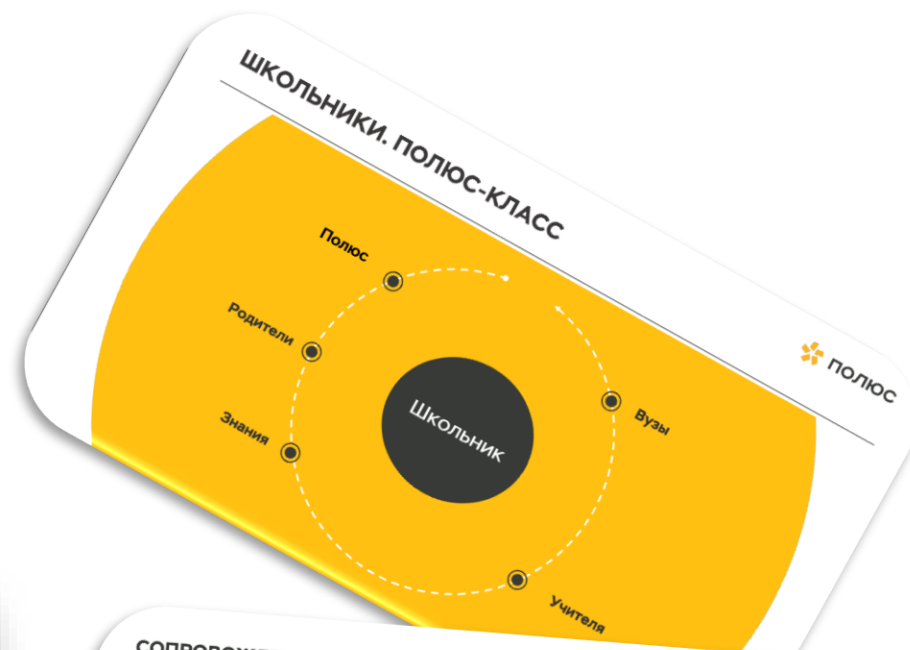 ШКОЛЬНИКИ. ПОЛЮС-КЛАСС
ПОЛЮС
Полюс
Родители
Знания
Школьник
Вузы
Учителя